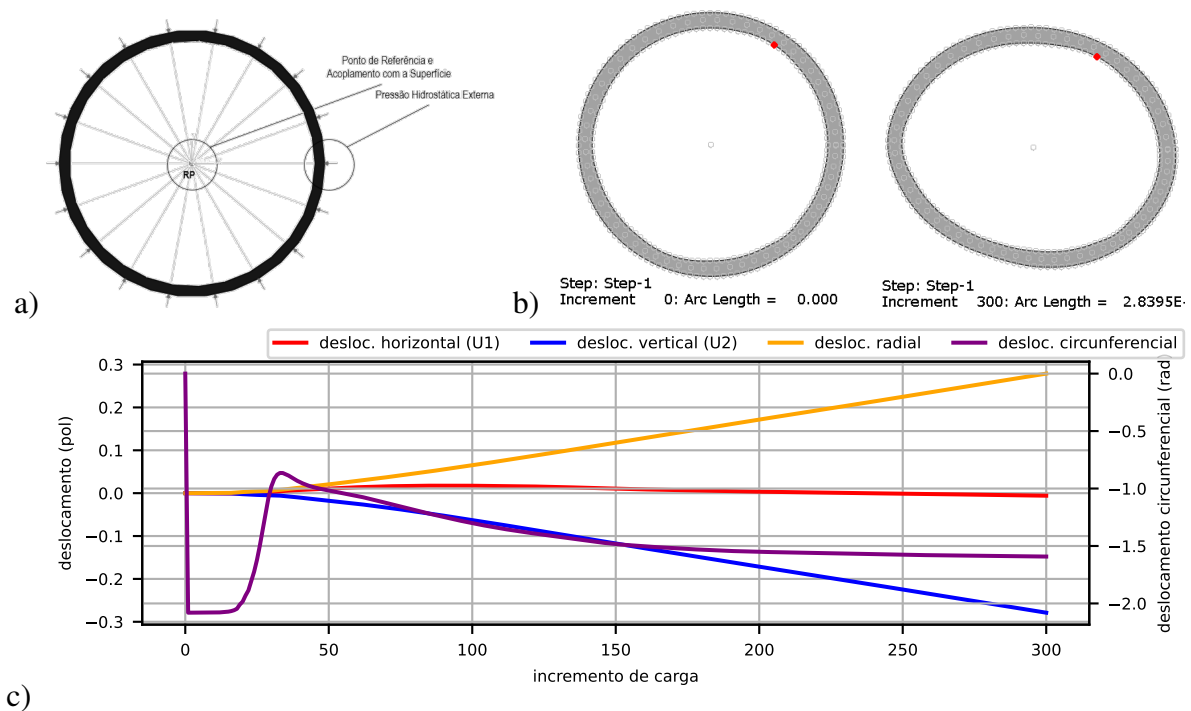 Ponto de Referência e
Acoplamento com a Superfície
Pressão Hidrostática Externa
RP
a)
Step: Step-1
Increment 0: Arc Length = 0.000
b)
Step: Step-1
Increment 300: Arc Length = 2.8395E-
desloc. horizontal (U1) desloc. vertical (U2) desloc. radial desloc. circunferencial
deslocamento (pol)
0.3
0.2
0.1
0.0
−0.1
−0.2
−0.3
0.0
−0.5
−1.0
−1.5
−2.0
deslocamento circunferencial (rad)
0 50 100 150 200 250 300
incremento de carga
c)